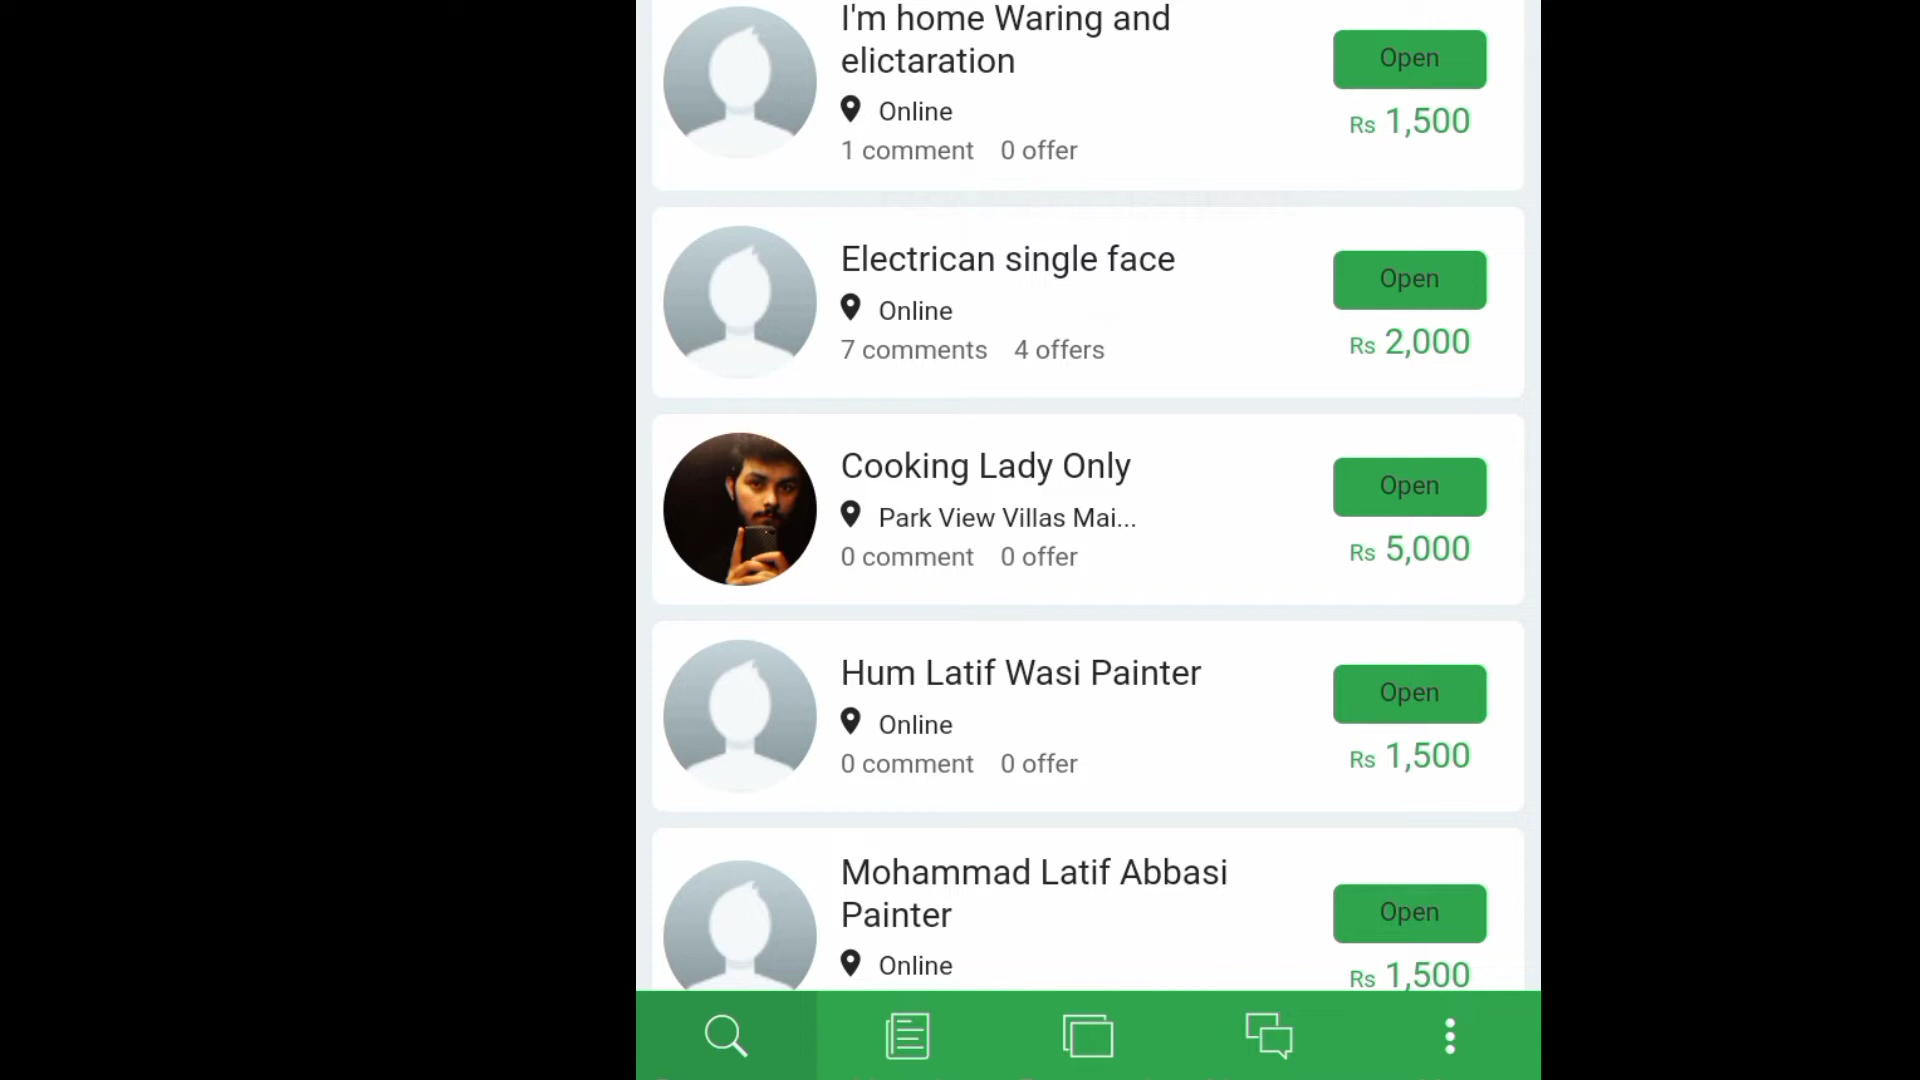 I'm home Waring and
elictaration
Open
Online
Rs 1,500
1 comment 0 offer
Electrican single face
Open
Online
Rs 2,000
7 comments 4 offers
Cooking Lady Only
Open
Park View Villas Mai...
Rs 5,000
0 comment 0 offer
Hum Latif Wasi Painter
Open
Online
Rs 1,500
0 comment 0 offer
Mohammad Latif Abbasi
Painter
Open
Online
Rs 1,500